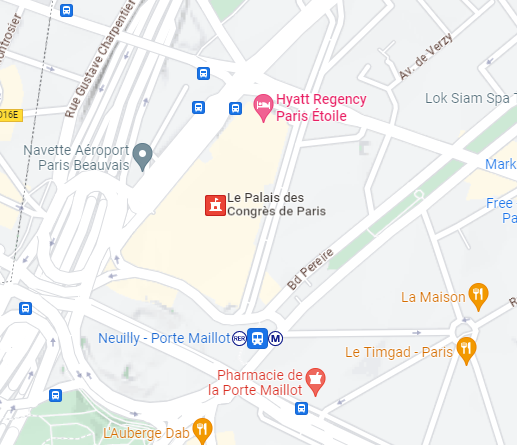 Rue Gustave Charpentier
Av. de Verzy
Hyatt Regency
Paris Étoile
Lok Siam Spa
D16E
Navette Aéroport
Paris Beauvais
Mark
Le Palais des
Congrès de Paris
Free
Pa
Bd Pereire
La Maison
Neuilly - Porte Maillot
RER
M
Le Timgad - Paris
Pharmacie de
la Porte Maillot
L'Auberge Dab